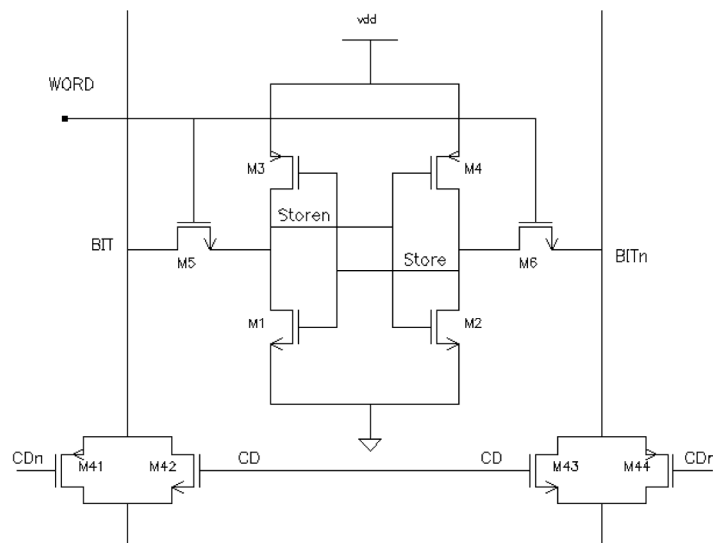 vdd
WORD
M3
M4
Storen
BIT
M5
Store
M6
BITn
M1
M2
CDn
M41
M42
CD
CD
M43
M44
CDn